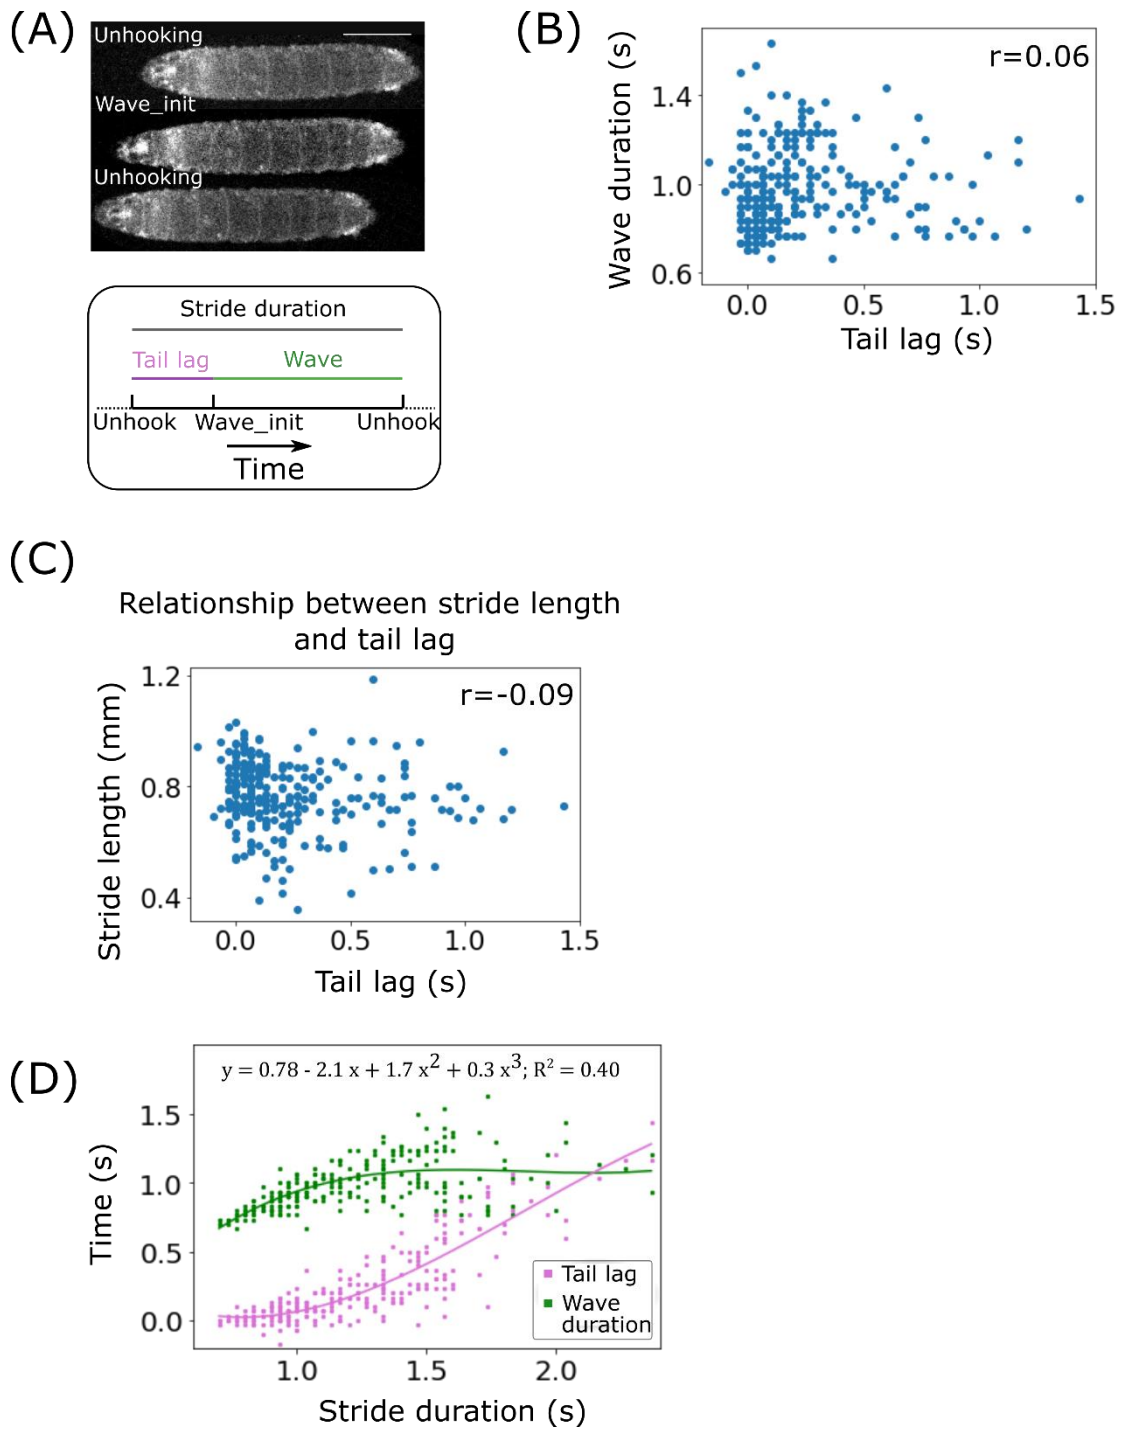 (A)
Unhooking
Wave_init
Unhooking
Stride duration
Tail lag
Wave
Unhook
Wave_init
Unhook
Time
(B)
r=0.06
Wave duration (s)
1.4
1.0
0.6
0.0
0.5
1.0
1.5
Tail lag (s)
(C)
Relationship between stride length
and tail lag
r=-0.09
Stride length (mm)
1.2
0.8
0.4
0.0
0.5
1.0
1.5
Tail lag (s)
(D)
y = 0.78 - 2.1 x + 1.7 x² + 0.3 x³; R² = 0.40
Time (s)
1.5
1.0
0.5
0.0
Tail lag
Wave
duration
1.0
1.5
2.0
Stride duration (s)